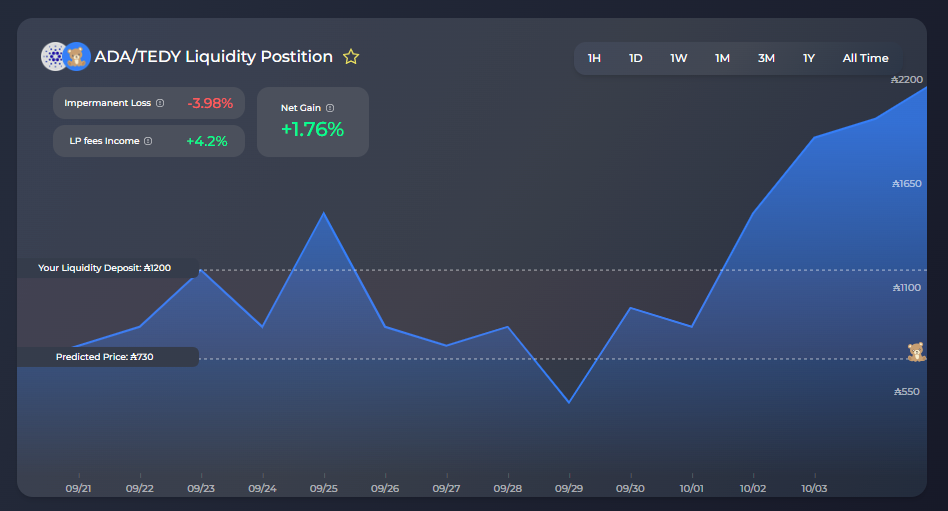 ADA/TEDY Liquidity Postition
1H 1D 1W 1M 3M 1Y All Time
Impermanent Loss -3.98%
LP fees Income +4.2%
Net Gain
+1.76%
₳2200
₳1650
Your Liquidity Deposit: ₳1200
₳1100
Predicted Price: ₳730
₳550
09/21 09/22 09/23 09/24 09/25 09/26 09/27 09/28 09/29 09/30 10/01 10/02 10/03